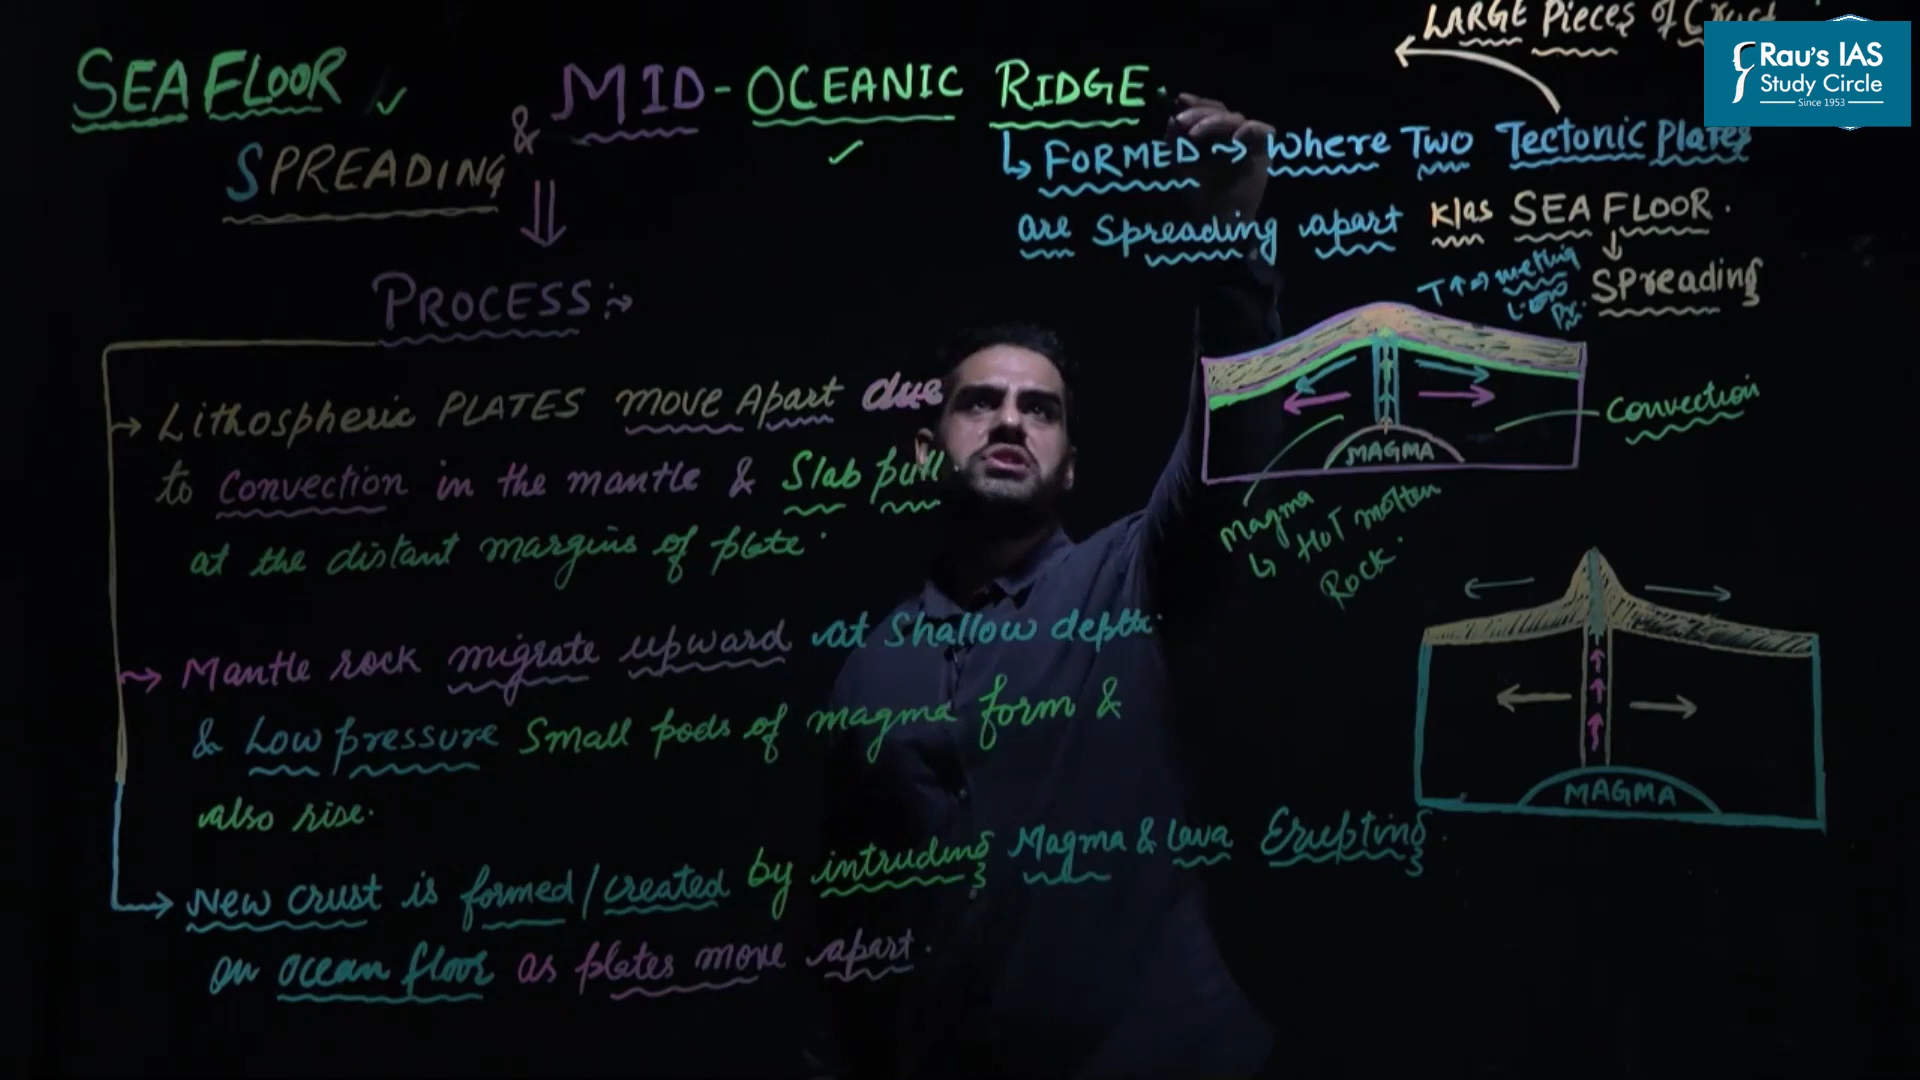 LARGE Pieces of Crust
Rau's IAS
Study Circle
Since 1953
SEA FLOOR
& MID-OCEANIC RIDGE
SPREADING
↳ FORMED → Where Two Tectonic Plates
are Spreading apart k/as SEA FLOOR.
Spreading
T↑ ⇒ melting
PROCESS:→
→ Lithospheric PLATES move Apart due
to Convection in the mantle & Slab pull
at the distant margins of plate.
Convection
MAGMA
Magma
↳ HOT molten
Rock.
→ Mantle rock migrate upward at Shallow depth
& Low pressure Small pods of magma form &
also rise.
MAGMA
→ New crust is formed/created by intruding Magma & lava Erupting.
on ocean floor as plates move apart.